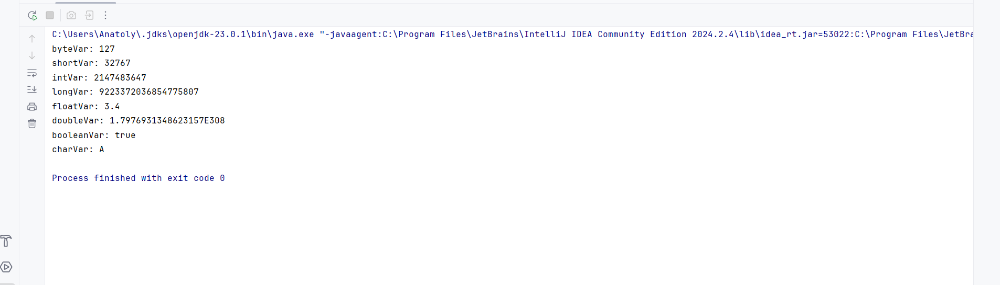 C:\Users\Anatoly\.jdks\openjdk-23.0.1\bin\java.exe "-javaagent:C:\Program Files\JetBrains\IntelliJ IDEA Community Edition 2024.2.4\lib\idea_rt.jar=53022:C:\Program Files\JetBra
byteVar: 127
shortVar: 32767
intVar: 2147483647
longVar: 9223372036854775807
floatVar: 3.4
doubleVar: 1.7976931348623157E308
booleanVar: true
charVar: A
Process finished with exit code 0